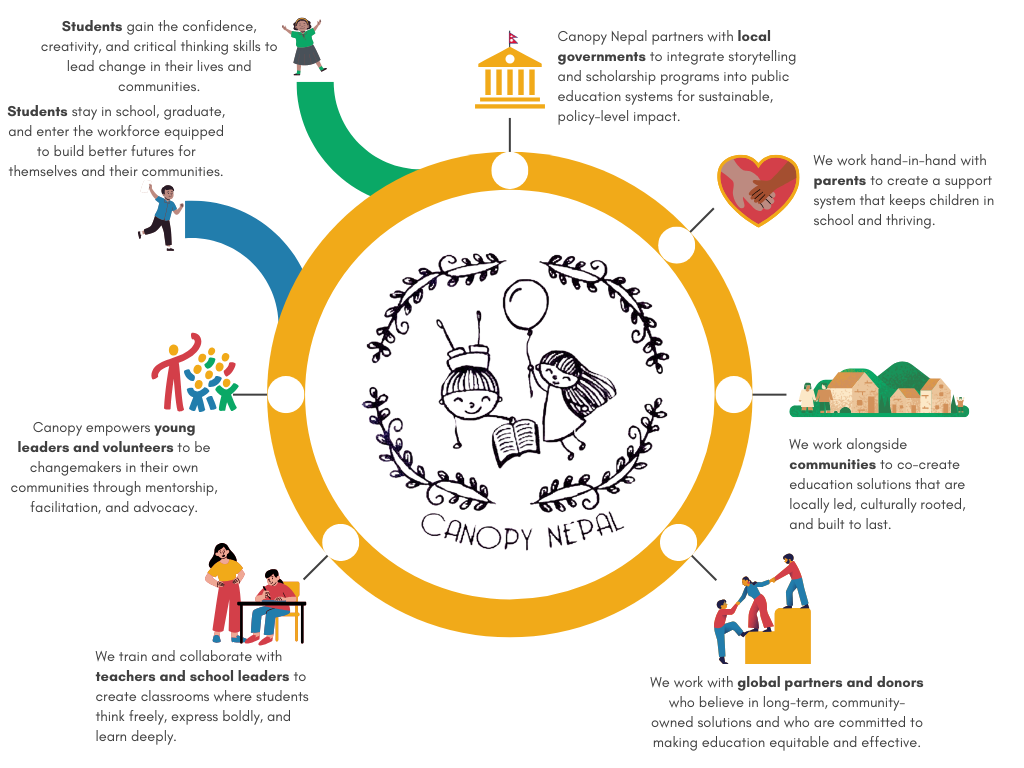 Students gain the confidence,
creativity, and critical thinking skills to
lead change in their lives and
communities.
Students stay in school, graduate,
and enter the workforce equipped
to build better futures for
themselves and their communities.
Canopy Nepal partners with local
governments to integrate storytelling
and scholarship programs into public
education systems for sustainable,
policy-level impact.
We work hand-in-hand with
parents to create a support
system that keeps children in
school and thriving.
Canopy empowers young
leaders and volunteers to be
changemakers in their own
communities through mentorship,
facilitation, and advocacy.
CANOPY NEPAL
We work alongside
communities to co-create
education solutions that are
locally led, culturally rooted,
and built to last.
We train and collaborate with
teachers and school leaders to
create classrooms where students
think freely, express boldly, and
learn deeply.
We work with global partners and donors
who believe in long-term, community-
owned solutions and who are committed to
making education equitable and effective.